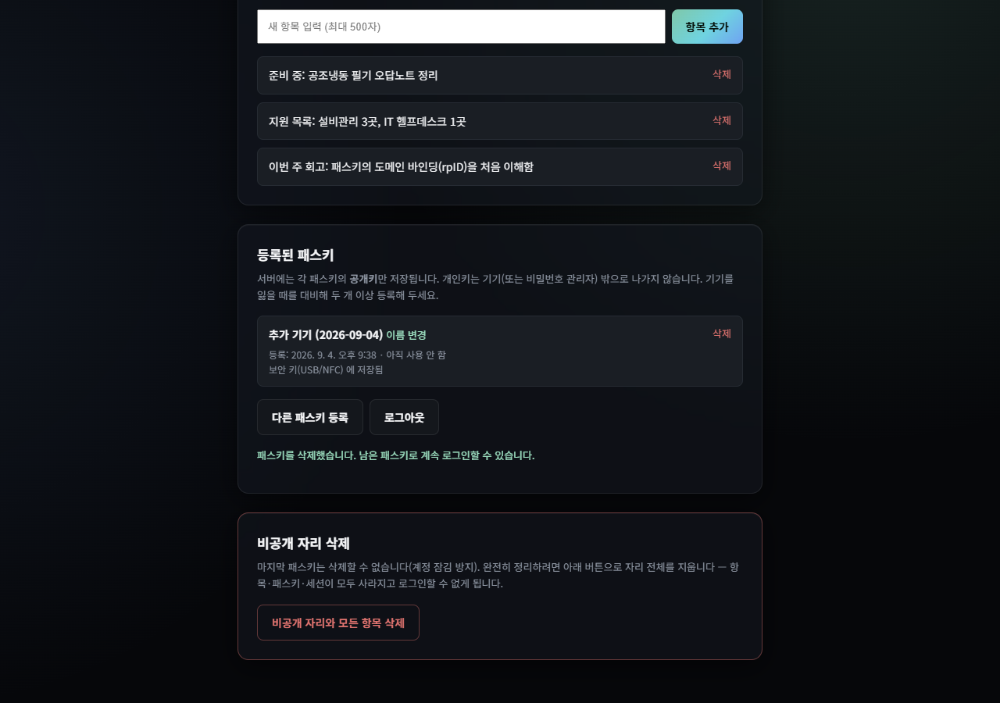 새 항목 입력 (최대 500자)
항목 추가
준비 중: 공조냉동 필기 오답노트 정리
삭제
지원 목록: 설비관리 3곳, IT 헬프데스크 1곳
삭제
이번 주 회고: 패스키의 도메인 바인딩(rpID)을 처음 이해함
삭제
등록된 패스키
서버에는 각 패스키의 공개키만 저장됩니다. 개인키는 기기(또는 비밀번호 관리자) 밖으로 나가지 않습니다. 기기를
잃을 때를 대비해 두 개 이상 등록해 두세요.
추가 기기 (2026-09-04) 이름 변경
삭제
등록: 2026. 9. 4. 오후 9:38 · 아직 사용 안 함
보안 키(USB/NFC) 에 저장됨
다른 패스키 등록
로그아웃
패스키를 삭제했습니다. 남은 패스키로 계속 로그인할 수 있습니다.
비공개 자리 삭제
마지막 패스키는 삭제할 수 없습니다(계정 잠김 방지). 완전히 정리하려면 아래 버튼으로 자리 전체를 지웁니다 — 항
목·패스키·세션이 모두 사라지고 로그인할 수 없게 됩니다.
비공개 자리와 모든 항목 삭제